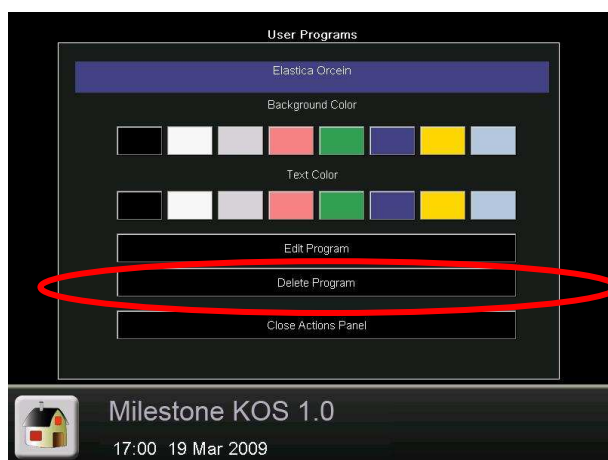 User Programs
Elastica Orcein
Background Color
Text Color
Edit Program
Delete Program
Close Actions Panel
Milestone KOS 1.0
17:00 19 Mar 2009